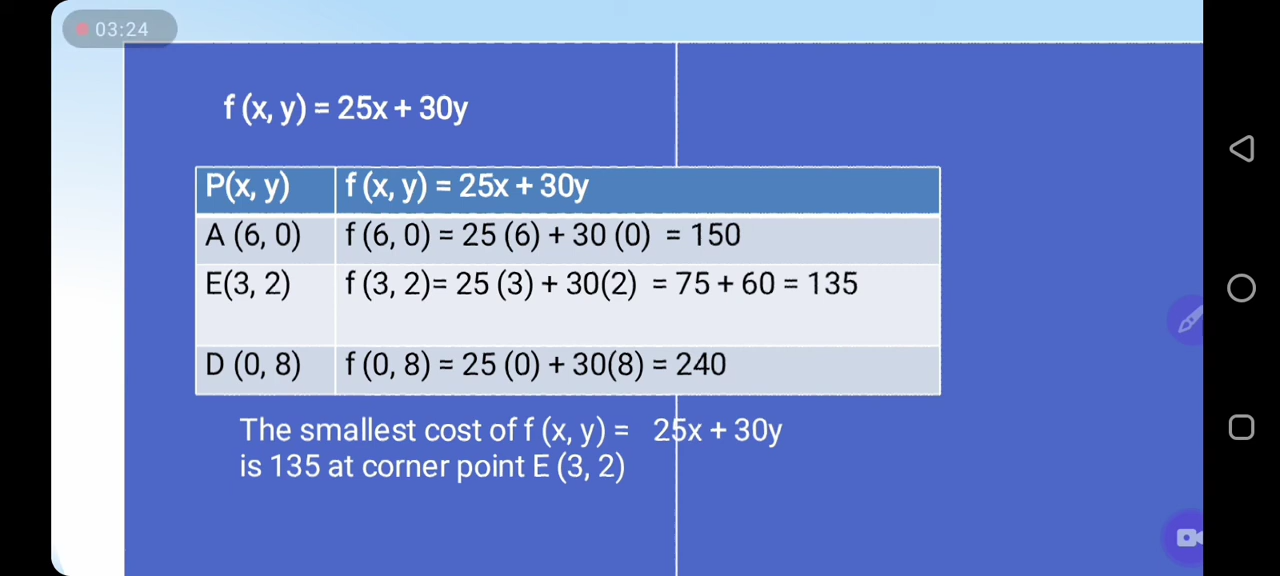 03:24
f (x, y) = 25x + 30y
P(x, y) f (x, y) = 25x + 30y
A (6, 0) f (6, 0) = 25 (6) + 30 (0) = 150
E(3, 2) f (3, 2)= 25 (3) + 30(2) = 75 + 60 = 135
D (0, 8) f (0, 8) = 25 (0) + 30(8) = 240
The smallest cost of f (x, y) = 25x + 30y
is 135 at corner point E (3, 2)